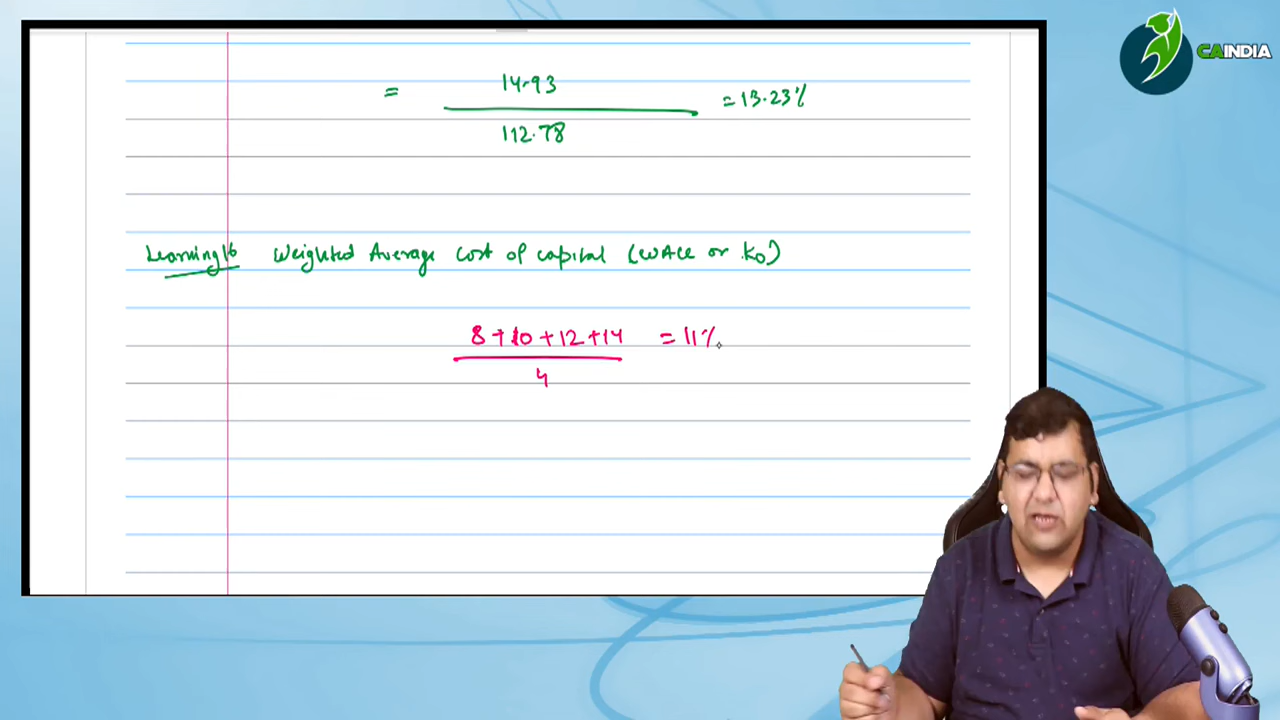 CAINDIA
= 14.93 / 112.78 = 13.23%
Learning 16 Weighted Average Cost of capital (WACC or Ko)
8+10+12+14 / 4 = 11%